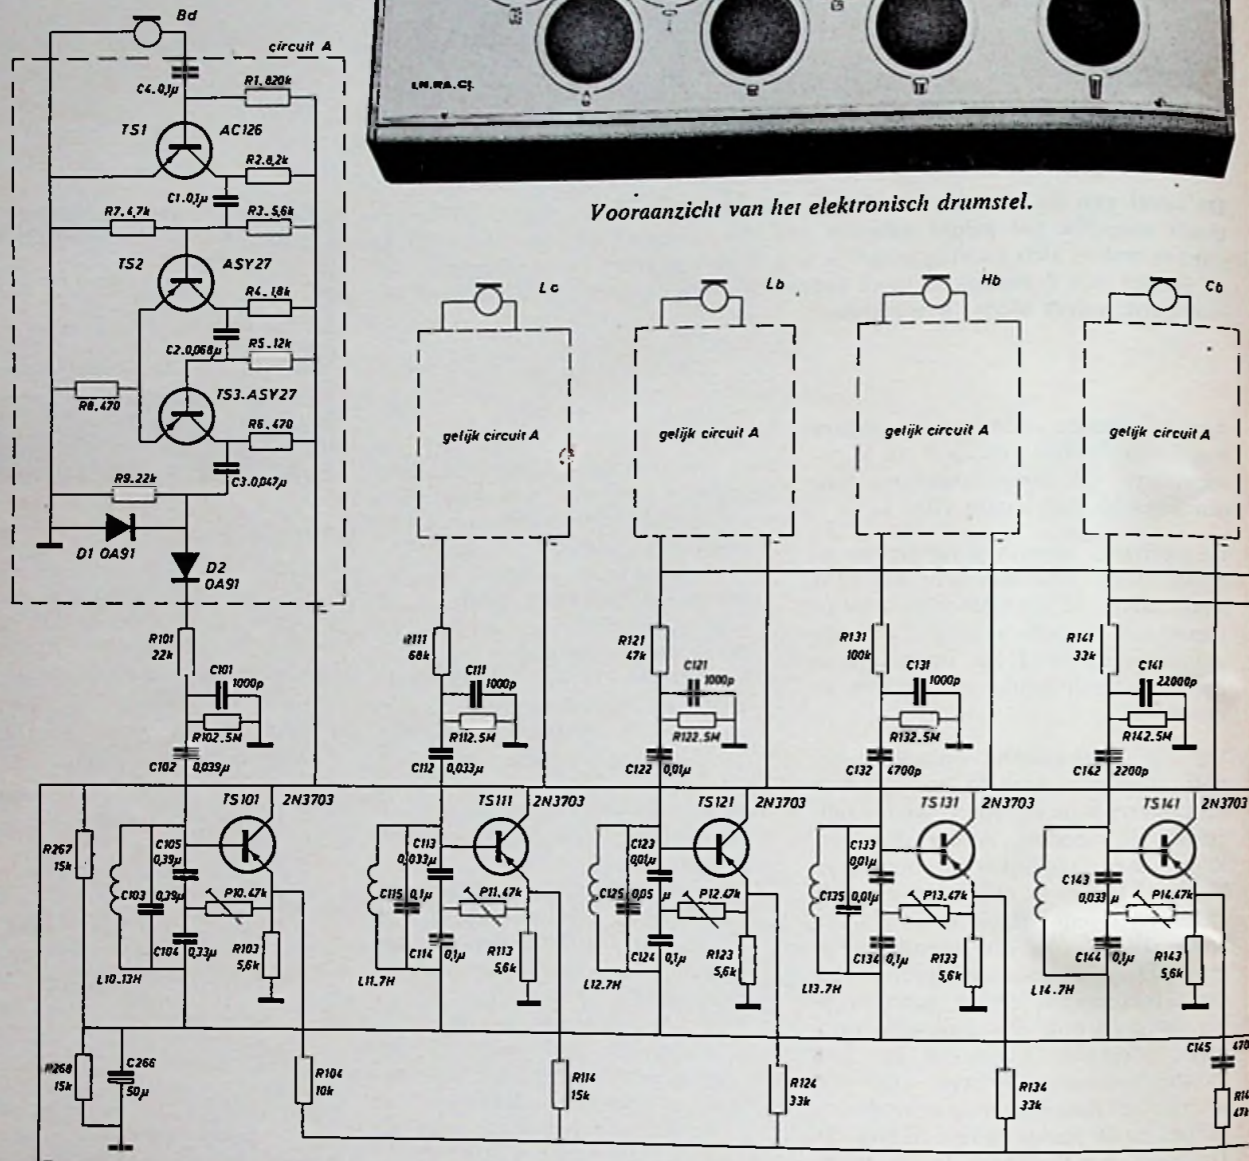 IN.RA.CI.
Vooraanzicht van het elektronisch drumstel.
Bd
circuit A
C4.0,1µ
R1.820k
TS1
AC126
R2.8,2k
C1.0,1µ
R7.4,7k
R3.5,6k
TS2
ASY27
R4.1,8k
C2.0,068µ
R5.12k
R8.470
TS3.ASY27
R6.470
R9.22k
C3.0,047µ
D1 OA91
D2
OA91
Lc
Lb
Hb
Cb
gelijk circuit A
gelijk circuit A
gelijk circuit A
gelijk circuit A
R101
22k
C101
1000p
R102.5M
C102
0,039µ
R111
68k
C111
1000p
R112.5M
C112
0,033µ
R121
47k
C121
1000p
R122.5M
C122
0,01µ
R131
100k
C131
1000p
R132.5M
C132
4700p
R141
33k
C141
22000p
R142.5M
C142
2200p
TS101
2N3703
TS111
2N3703
TS121
2N3703
TS131
2N3703
TS141
2N3703
R267
15k
C105
0,39µ
C103
0,39µ
P10.47k
C104
0,33µ
R103
5,6k
L10.13H
C113
0,033µ
C115
0,1µ
P11.47k
C114
0,1µ
R113
5,6k
L11.7H
C123
0,01µ
C125
0,05 µ
P12.47k
C124
0,1µ
R123
5,6k
L12.7H
C133
0,01µ
C135
0,01µ
P13.47k
C134
0,1µ
R133
5,6k
L13.7H
C143
0,033µ
P14.47k
C144
0,1µ
R143
5,6k
L14.7H
R268
15k
C266
50µ
R104
10k
R114
15k
R124
33k
R134
33k
C145
470
R14
47k